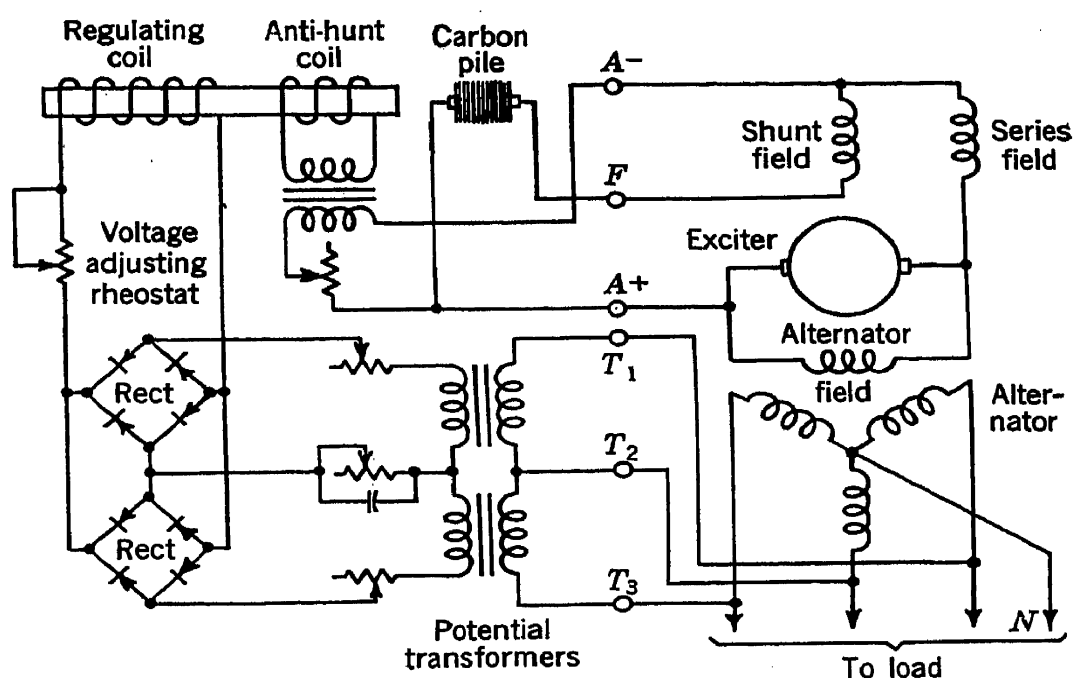 Regulating
coil
Anti-hunt
coil
Carbon
pile
A−
Shunt
field
Series
field
F
Voltage
adjusting
rheostat
Exciter
A+
Alternator
field
T1
Rect
Alter-
nator
T2
Rect
T3
N
Potential
transformers
To load